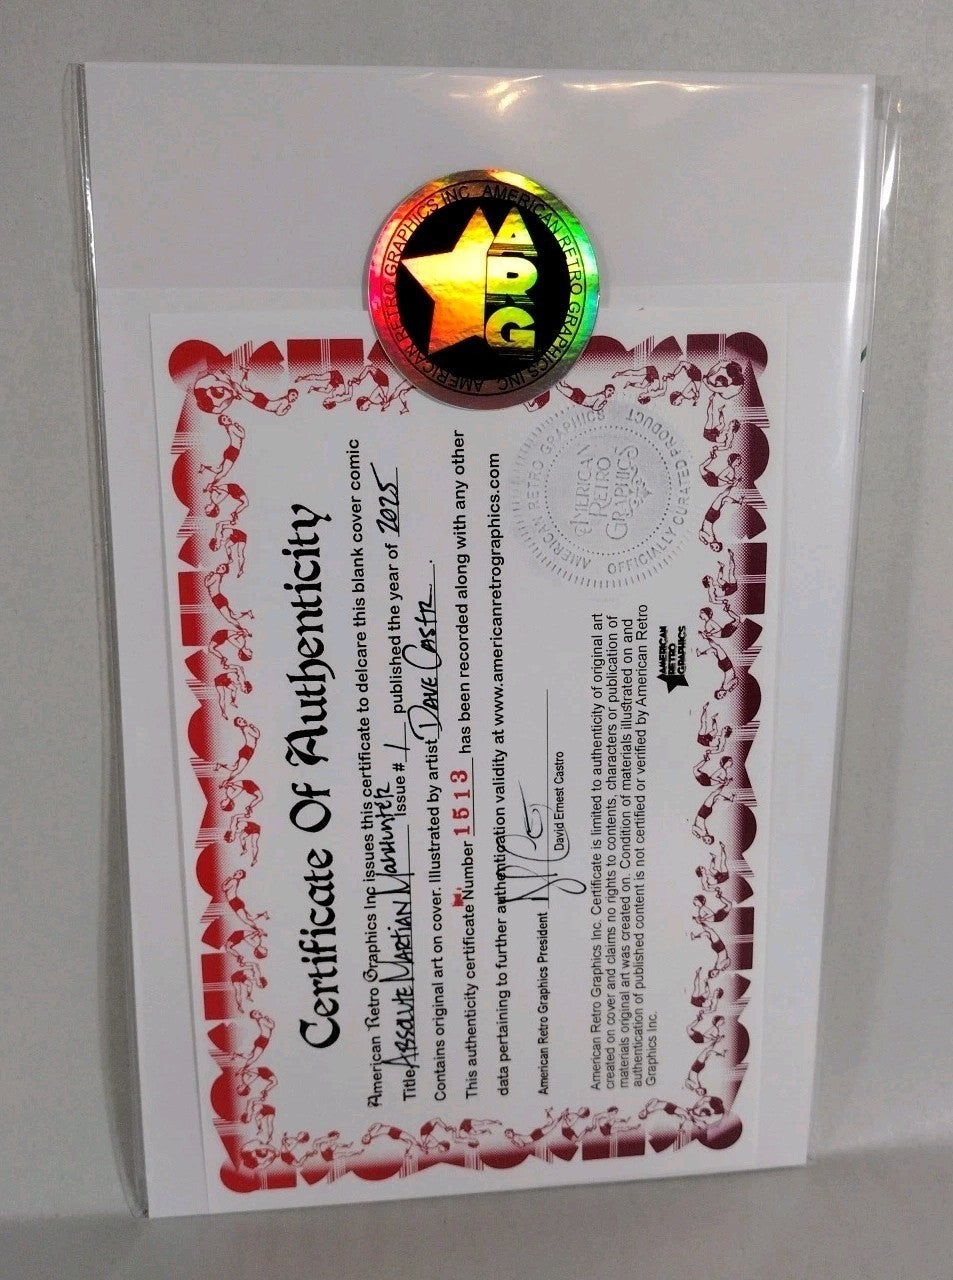 Certificate Of Authenticity
American Retro Graphics Inc issues this certificate to delcare this blank cover comic
Title Absolute Martian Manhunter Issue # 1 published the year of 2025
Contains original art on cover. Illustrated by artist Dave Castr.
This authenticity certificate Number 1513 has been recorded along with any other
data pertaining to further authentication validity at www.americanretrographics.com
American Retro Graphics President
David Ernest Castro
American Retro Graphics Inc. Certificate is limited to authenticity of original art
created on cover and claims no rights to contents, characters or publication of
materials original art was created on. Condition of materials illustrated on and
authentication of published content is not certified or verified by American Retro
Graphics Inc.
AMERICAN
RETRO
GRAPHICS
AMERICAN RETRO GRAPHICS INC. AMERICAN RETRO GRAPHICS INC.
ARG
AMERICAN RETRO GRAPHICS
OFFICIALLY CURATED PRODUCT
AMERICAN
RETRO
GRAPHICS